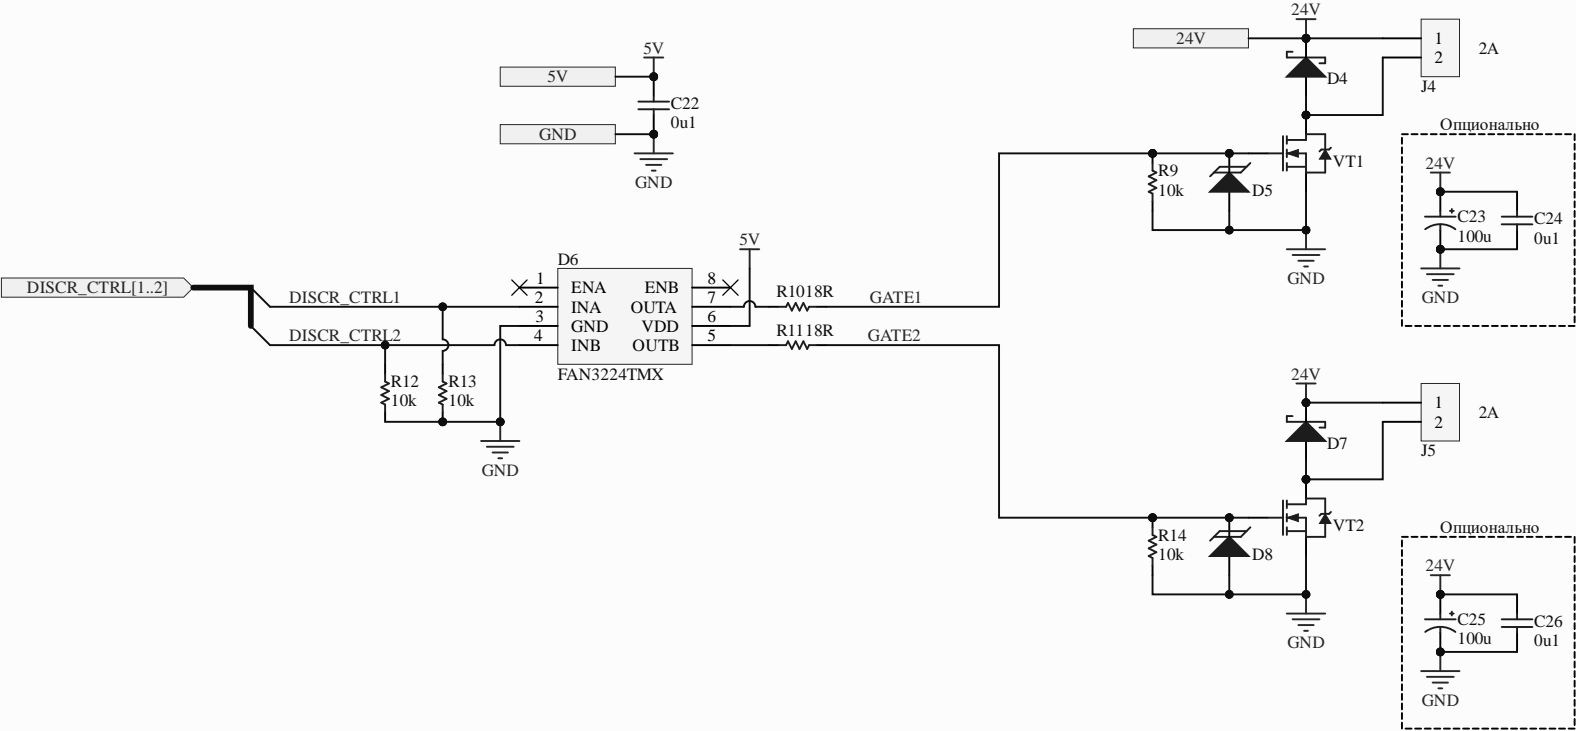 24V
24V
1
2
2A
J4
D4
5V
5V
C22
0u1
GND
GND
Опционально
24V
C23
100u
C24
0u1
GND
VT1
R9
10k
D5
GND
DISCR_CTRL[1..2]
DISCR_CTRL1
DISCR_CTRL2
R12
10k
R13
10k
GND
D6
1
2
3
4
ENA
INA
GND
INB
ENB
OUTA
VDD
OUTB
8
7
6
5
FAN3224TMX
5V
R1018R
GATE1
R1118R
GATE2
24V
1
2
2A
J5
D7
VT2
R14
10k
D8
GND
Опционально
24V
C25
100u
C26
0u1
GND